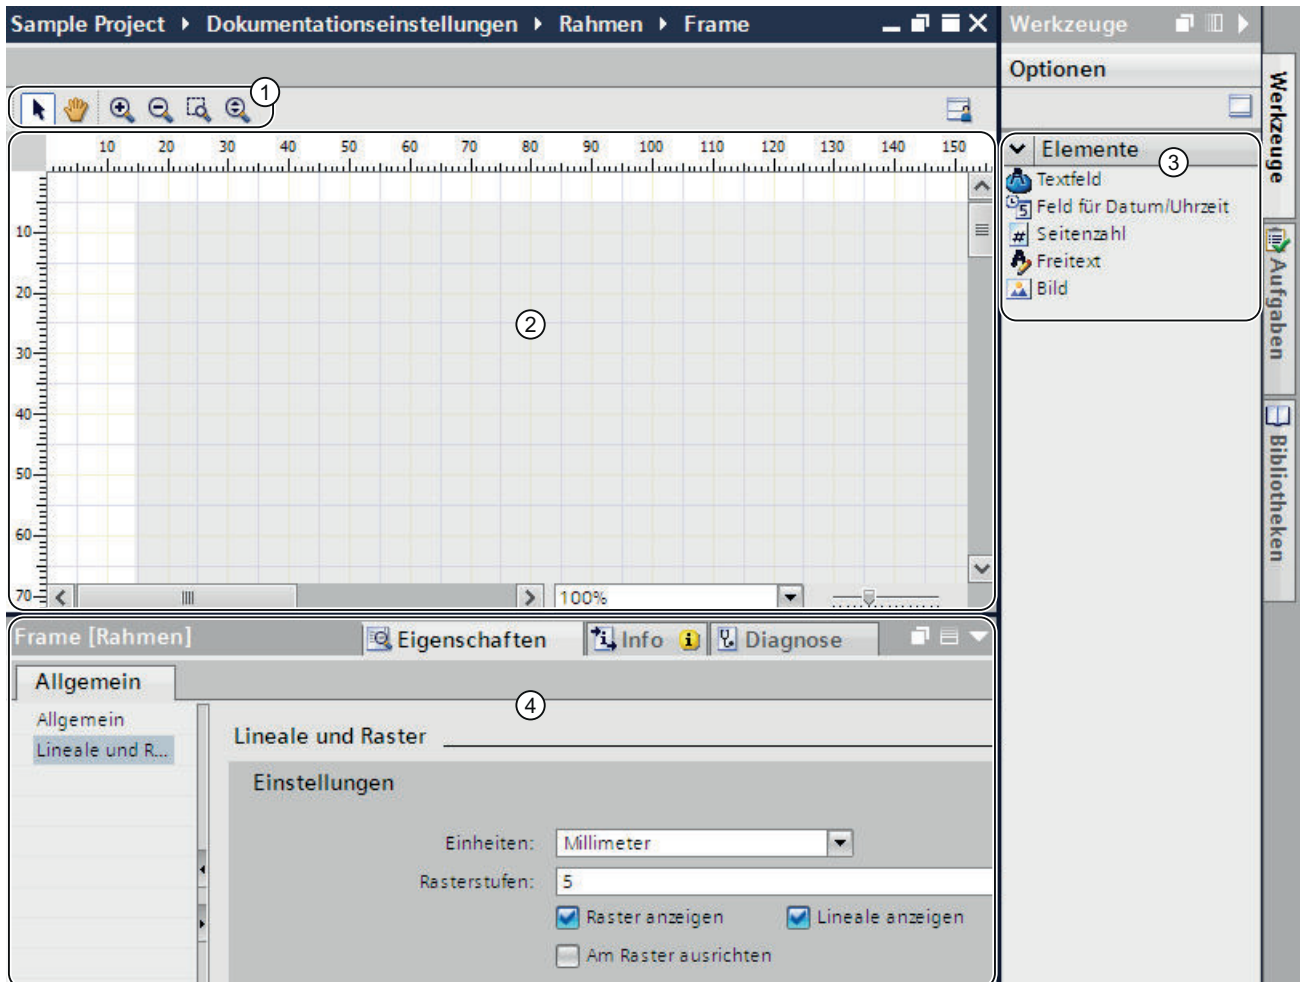 Sample Project ▸ Dokumentationseinstellungen ▸ Rahmen ▸ Frame
Werkzeuge
Optionen
1
10 20 30 40 50 60 70 80 90 100 110 120 130 140 150
10
20
30
40
50
60
70
2
100%
Elemente
3
Textfeld
Feld für Datum/Uhrzeit
Seitenzahl
Freitext
Bild
Werkzeuge
Aufgaben
Bibliotheken
Frame [Rahmen]
Eigenschaften
Info
Diagnose
Allgemein
4
Allgemein
Lineale und R...
Lineale und Raster
Einstellungen
Einheiten: Millimeter
Rasterstufen: 5
Raster anzeigen Lineale anzeigen
Am Raster ausrichten